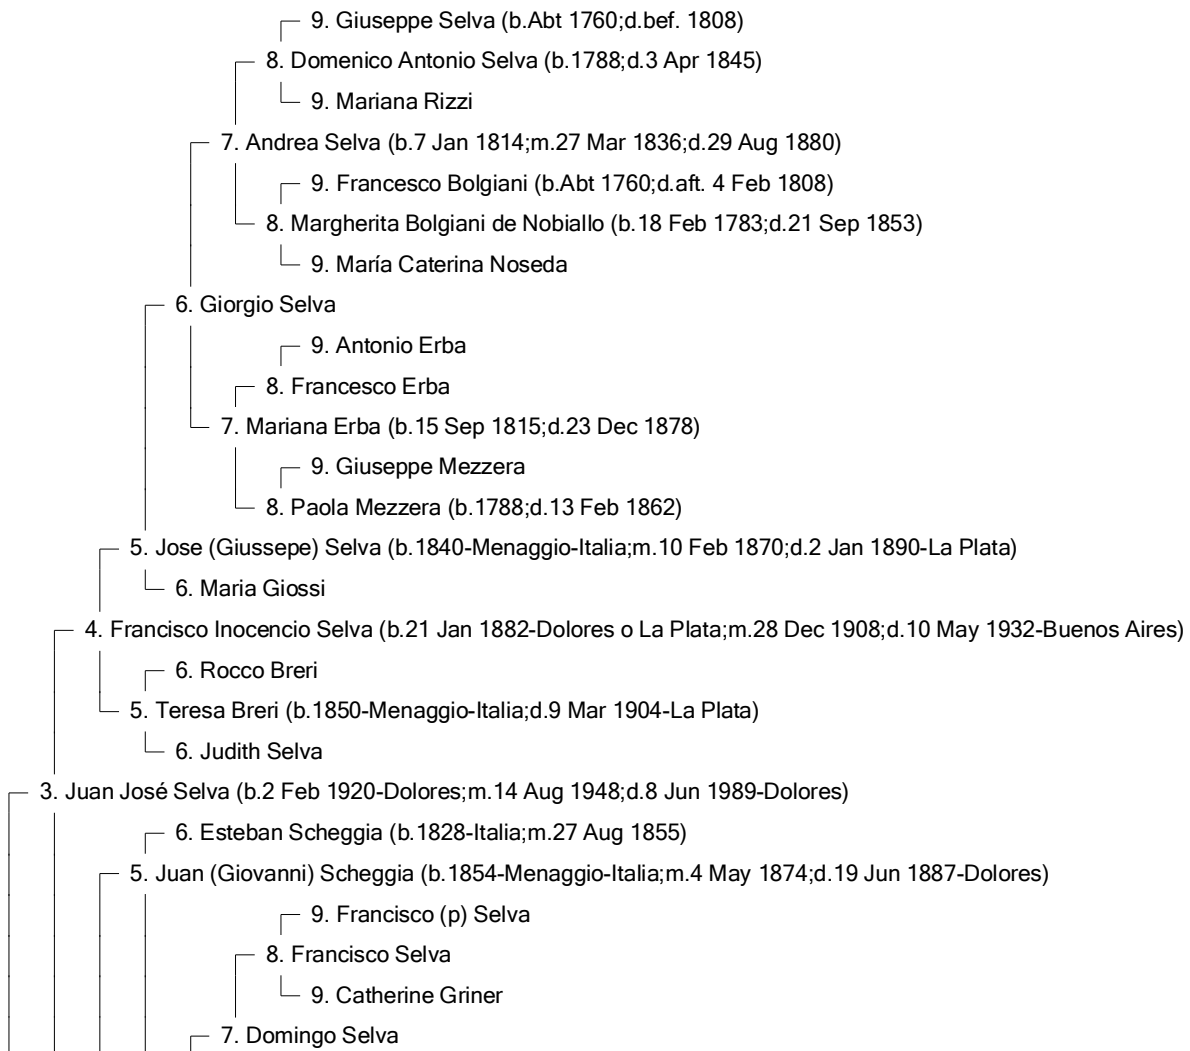 9. Giuseppe Selva (b.Abt 1760;d.bef. 1808)
8. Domenico Antonio Selva (b.1788;d.3 Apr 1845)
9. Mariana Rizzi
7. Andrea Selva (b.7 Jan 1814;m.27 Mar 1836;d.29 Aug 1880)
9. Francesco Bolgiani (b.Abt 1760;d.aft. 4 Feb 1808)
8. Margherita Bolgiani de Nobiallo (b.18 Feb 1783;d.21 Sep 1853)
9. María Caterina Noseda
6. Giorgio Selva
9. Antonio Erba
8. Francesco Erba
7. Mariana Erba (b.15 Sep 1815;d.23 Dec 1878)
9. Giuseppe Mezzera
8. Paola Mezzera (b.1788;d.13 Feb 1862)
5. Jose (Giussepe) Selva (b.1840-Menaggio-Italia;m.10 Feb 1870;d.2 Jan 1890-La Plata)
6. Maria Giossi
4. Francisco Inocencio Selva (b.21 Jan 1882-Dolores o La Plata;m.28 Dec 1908;d.10 May 1932-Buenos Aires)
6. Rocco Breri
5. Teresa Breri (b.1850-Menaggio-Italia;d.9 Mar 1904-La Plata)
6. Judith Selva
3. Juan José Selva (b.2 Feb 1920-Dolores;m.14 Aug 1948;d.8 Jun 1989-Dolores)
6. Esteban Scheggia (b.1828-Italia;m.27 Aug 1855)
5. Juan (Giovanni) Scheggia (b.1854-Menaggio-Italia;m.4 May 1874;d.19 Jun 1887-Dolores)
9. Francisco (p) Selva
8. Francisco Selva
9. Catherine Griner
7. Domingo Selva